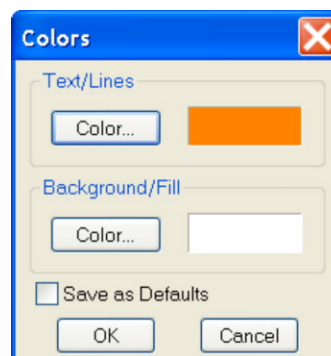 Colors
Text/Lines
Color...
Background/Fill
Color...
Save as Defaults
OK Cancel